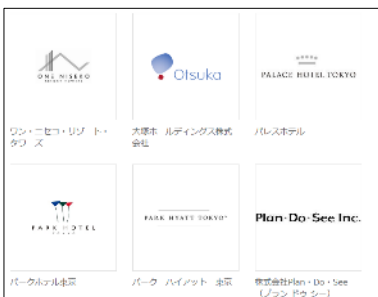 ONE NISEKO
Otsuka
PALACE HOTEL TOKYO
ワン・ニセコ・リゾート・
タワーズ
大塚ホールディングス株式
会社
パレスホテル
PARK HOTEL
TOKYO
PARK HYATT TOKYO™
Plan·Do·See Inc.
パークホテル東京
パーク ハイアット 東京
株式会社Plan・Do・See
（プラン ドゥ シー）